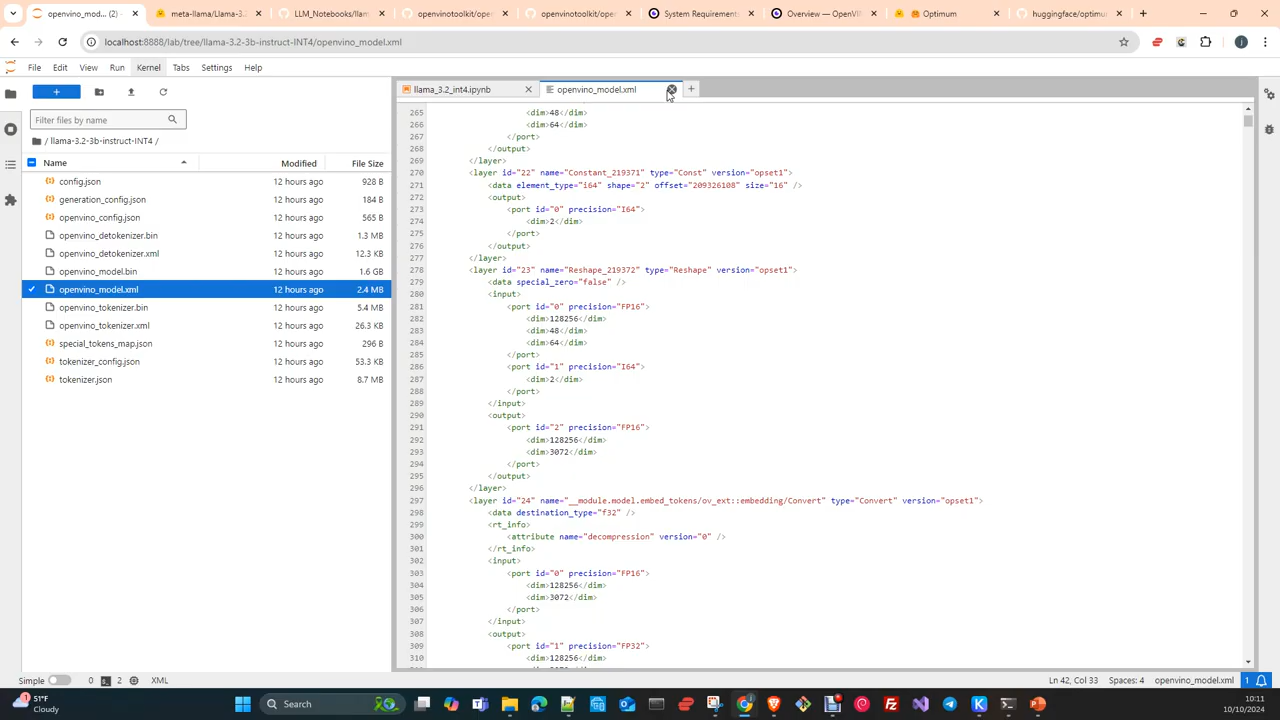 openvino_mod... (2) -
meta-llama/Llama-3.2
LLM_Notebooks/llam
openvinotoolkit/open
openvinotoolkit/oper
System Requirements
Overview — OpenVI
Optimum
huggingface/optimu
localhost:8888/lab/tree/llama-3.2-3b-instruct-INT4/openvino_model.xml
File Edit View Run Kernel Tabs Settings Help
llama_3.2_int4.ipynb
openvino_model.xml
Filter files by name
/ llama-3.2-3b-instruct-INT4 /
Name Modified File Size
config.json 12 hours ago 928 B
generation_config.json 12 hours ago 184 B
openvino_config.json 12 hours ago 565 B
openvino_detokenizer.bin 12 hours ago 1.3 MB
openvino_detokenizer.xml 12 hours ago 12.3 KB
openvino_model.bin 12 hours ago 1.6 GB
openvino_model.xml 12 hours ago 2.4 MB
openvino_tokenizer.bin 12 hours ago 5.4 MB
openvino_tokenizer.xml 12 hours ago 26.3 KB
special_tokens_map.json 12 hours ago 296 B
tokenizer_config.json 12 hours ago 53.3 KB
tokenizer.json 12 hours ago 8.7 MB
265 <dim>48</dim>
266 <dim>64</dim>
267 </port>
268 </output>
269 </layer>
270 <layer id="22" name="Constant_219371" type="Const" version="opset1">
271 <data element_type="i64" shape="2" offset="209326108" size="16" />
272 <output>
273 <port id="0" precision="I64">
274 <dim>2</dim>
275 </port>
276 </output>
277 </layer>
278 <layer id="23" name="Reshape_219372" type="Reshape" version="opset1">
279 <data special_zero="false" />
280 <input>
281 <port id="0" precision="FP16">
282 <dim>128256</dim>
283 <dim>48</dim>
284 <dim>64</dim>
285 </port>
286 <port id="1" precision="I64">
287 <dim>2</dim>
288 </port>
289 </input>
290 <output>
291 <port id="2" precision="FP16">
292 <dim>128256</dim>
293 <dim>3072</dim>
294 </port>
295 </output>
296 </layer>
297 <layer id="24" name="__module.model.embed_tokens/ov_ext::embedding/Convert" type="Convert" version="opset1">
298 <data destination_type="f32" />
299 <rt_info>
300 <attribute name="decompression" version="0" />
301 </rt_info>
302 <input>
303 <port id="0" precision="FP16">
304 <dim>128256</dim>
305 <dim>3072</dim>
306 </port>
307 </input>
308 <output>
309 <port id="1" precision="FP32">
310 <dim>128256</dim>
Simple 0 2 XML
Ln 42, Col 33 Spaces: 4 openvino_model.xml 1
1
51°F
Cloudy
Search
10:11
10/10/2024